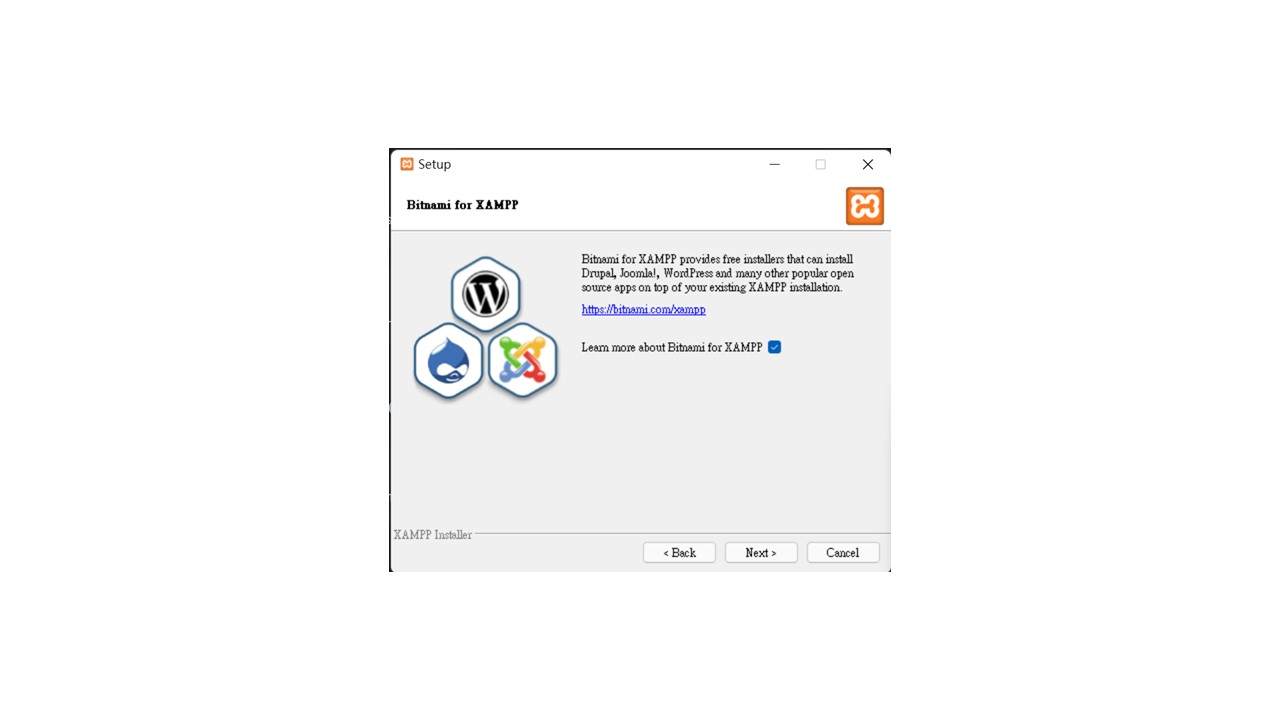 Setup
Bitnami for XAMPP
Bitnami for XAMPP provides free installers that can install
Drupal, Joomla!, WordPress and many other popular open
source apps on top of your existing XAMPP installation.
https://bitnami.com/xampp
Learn more about Bitnami for XAMPP
XAMPP Installer
< Back
Next >
Cancel